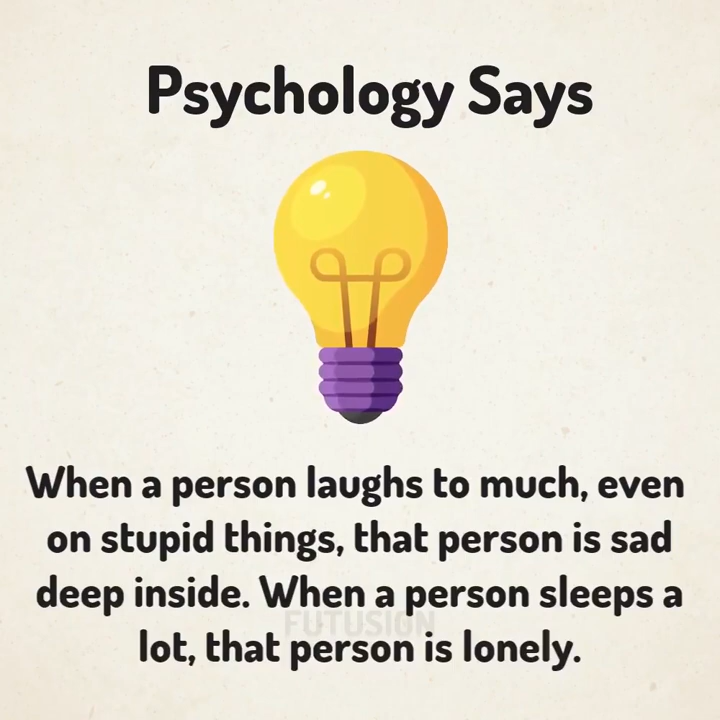 Psychology Says
When a person laughs to much, even
on stupid things, that person is sad
deep inside. When a person sleeps a
FUTUSION
lot, that person is lonely.